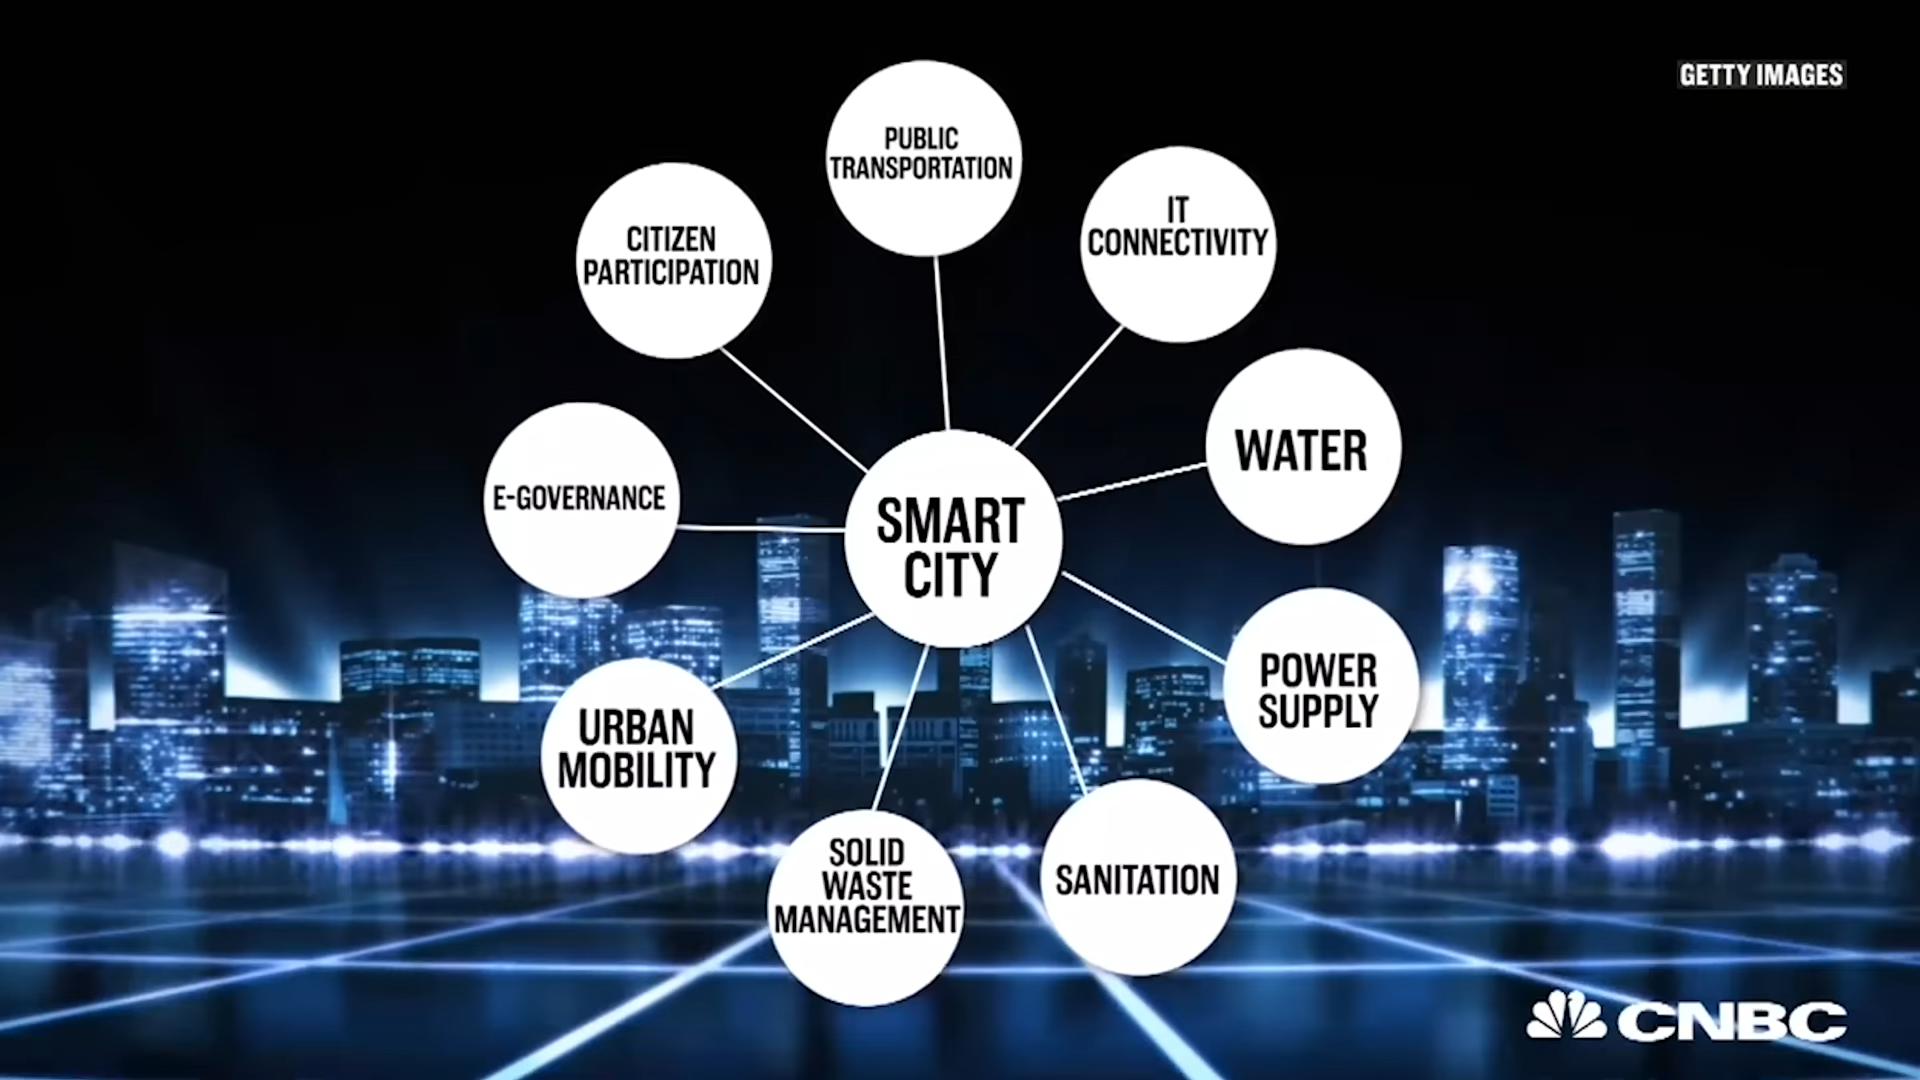 GETTY IMAGES
PUBLIC
TRANSPORTATION
IT
CONNECTIVITY
CITIZEN
PARTICIPATION
WATER
E-GOVERNANCE
SMART
CITY
POWER
SUPPLY
URBAN
MOBILITY
SOLID
WASTE
MANAGEMENT
SANITATION
CNBC